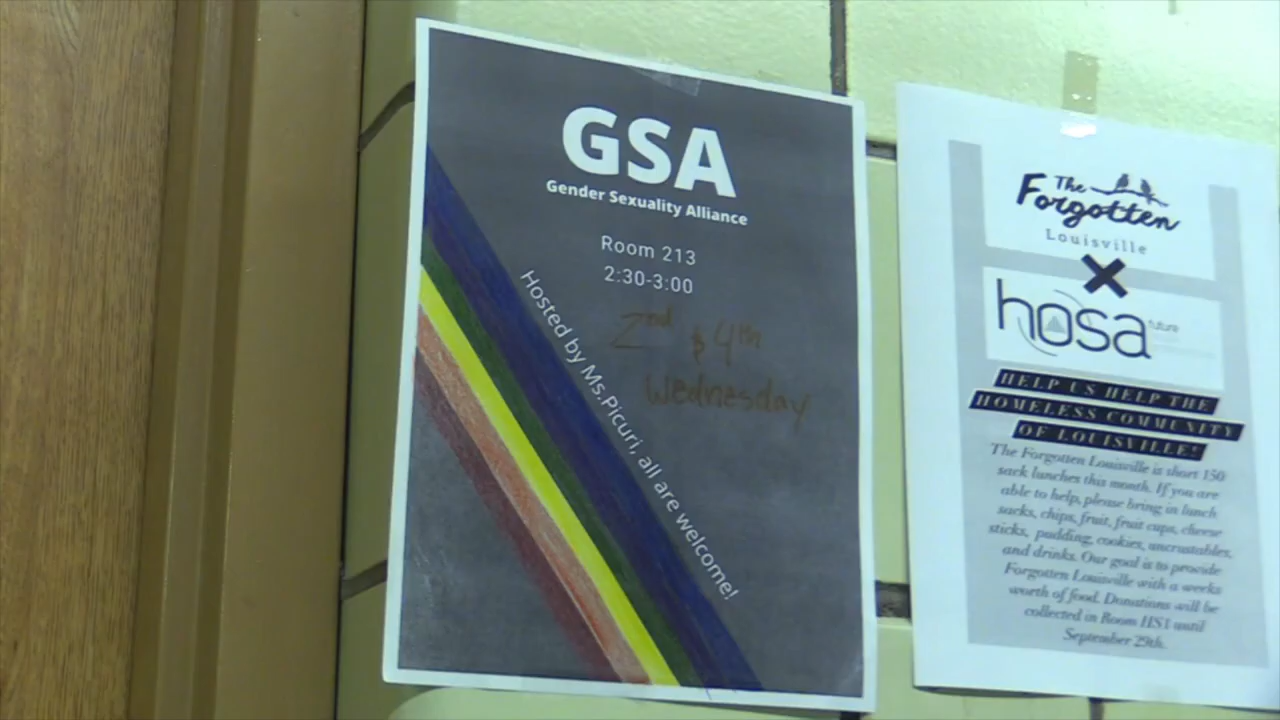 GSA
Gender Sexuality Alliance
Room 213
2:30-3:00
2nd & 4th
Wednesday
Hosted by Ms.Picuri, all are welcome!
The
Forgotten
Louisville
X
hosa
future
HELP US HELP THE
HOMELESS COMMUNITY
OF LOUISVILLE!
The Forgotten Louisville is short 150
sack lunches this month. If you are
able to help, please bring in lunch
sacks, chips, fruit, fruit cups, cheese
sticks, pudding, cookies, uncrustables,
and drinks. Our goal is to provide
Forgotten Louisville with a weeks
worth of food. Donations will be
collected in Room HS1 until
September 29th.